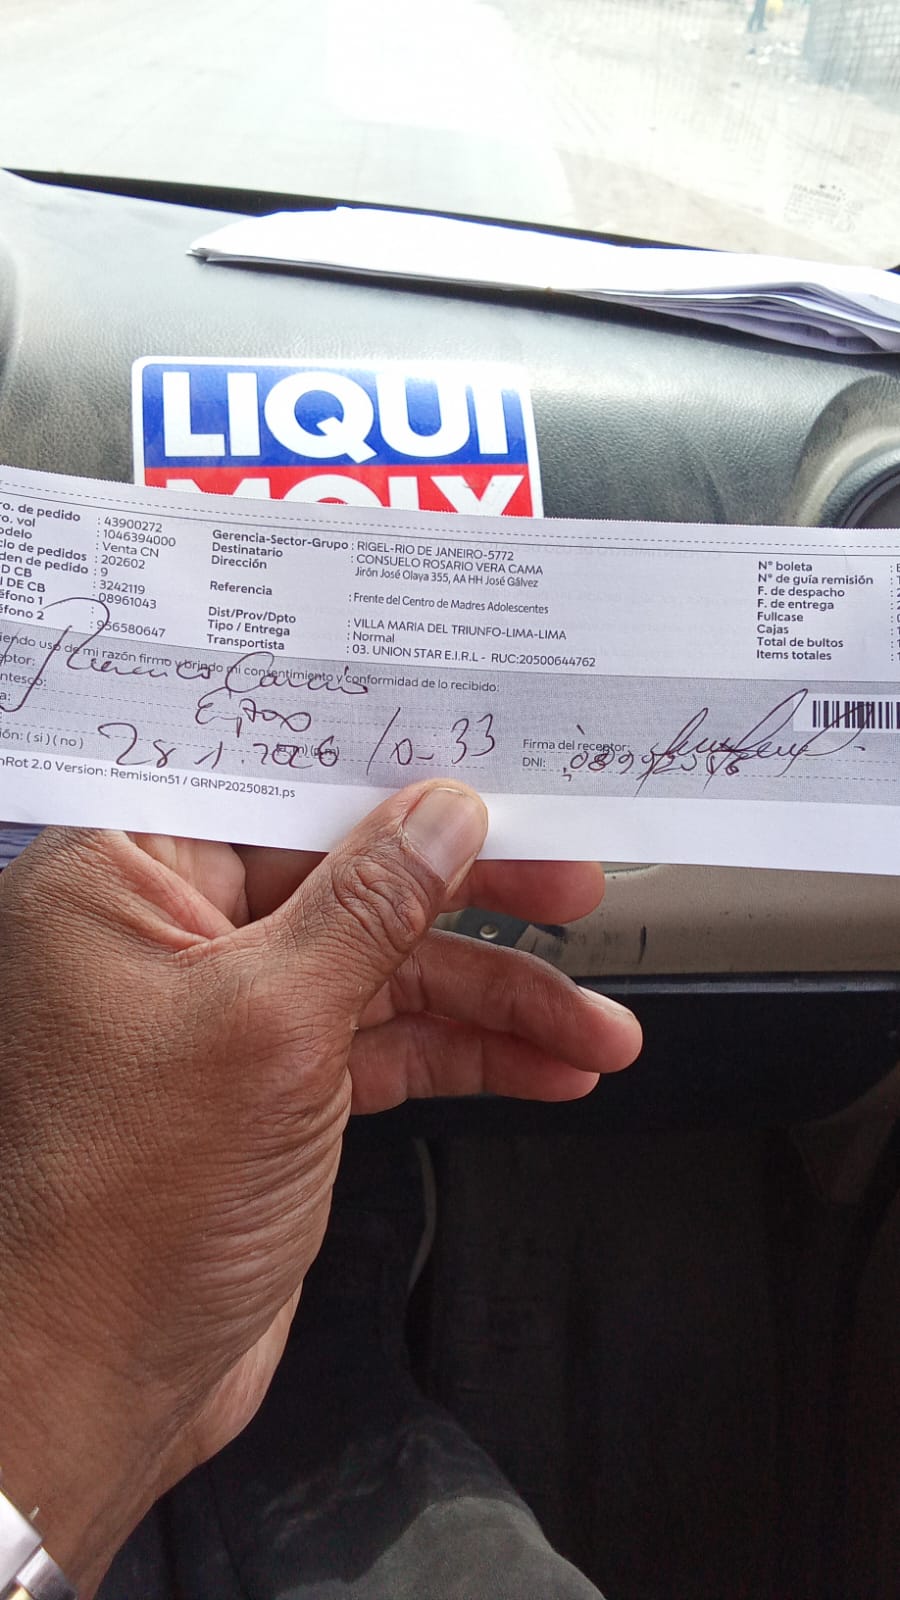 LIQUI
MOLY
ro. de pedido : 43900272
ro. vol : 1046394000
odelo : Venta CN
clo de pedidos : 202602
den de pedido : 9
D CB : 3242119
I DE CB : 08961043
éfono 1 :
éfono 2 : 956580647
Gerencia-Sector-Grupo : RIGEL-RIO DE JANEIRO-5772
Destinatario : CONSUELO ROSARIO VERA CAMA
Dirección Jirón José Olaya 355, AA HH José Gálvez
Referencia : Frente del Centro de Madres Adolescentes
Dist/Prov/Dpto : VILLA MARIA DEL TRIUNFO-LIMA-LIMA
Tipo / Entrega : Normal
Transportista : 03. UNION STAR E.I.R.L - RUC:20500644762
N° boleta :
N° de guía remisión :
F. de despacho :
F. de entrega :
Fullcase :
Cajas :
Total de bultos :
Items totales :
iendo uso de mi razón firmo y brindo mi consentimiento y conformidad de lo recibido:
eptor:
ntesco:
a:
ión: ( si ) ( no )
28 1. 2026 10-33
Firma del receptor:
DNI:
nRot 2.0 Version: Remision51 / GRNP20250821.ps